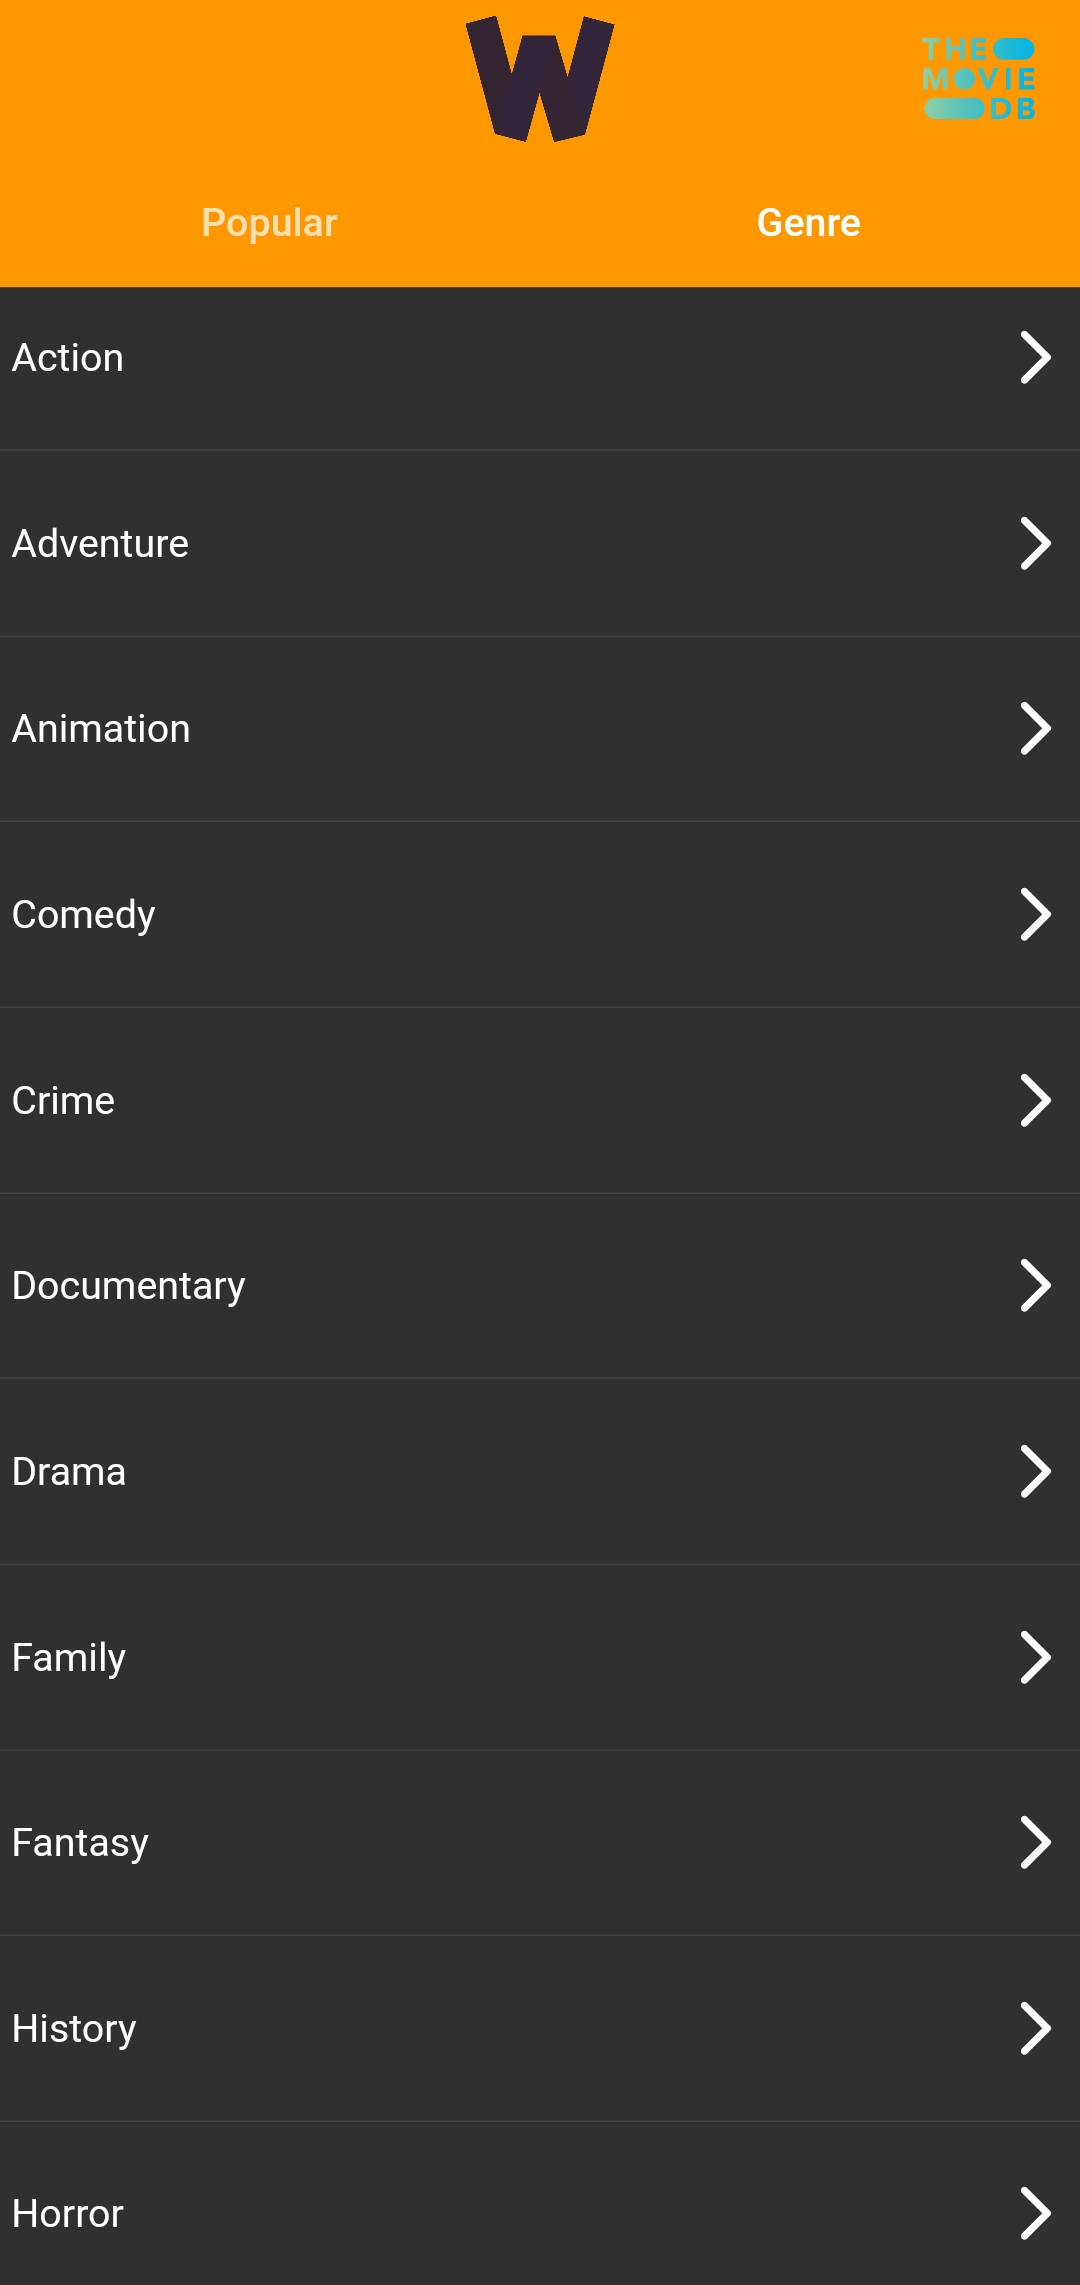 W
THE
MOVIE
DB
Popular
Genre
Action
Adventure
Animation
Comedy
Crime
Documentary
Drama
Family
Fantasy
History
Horror